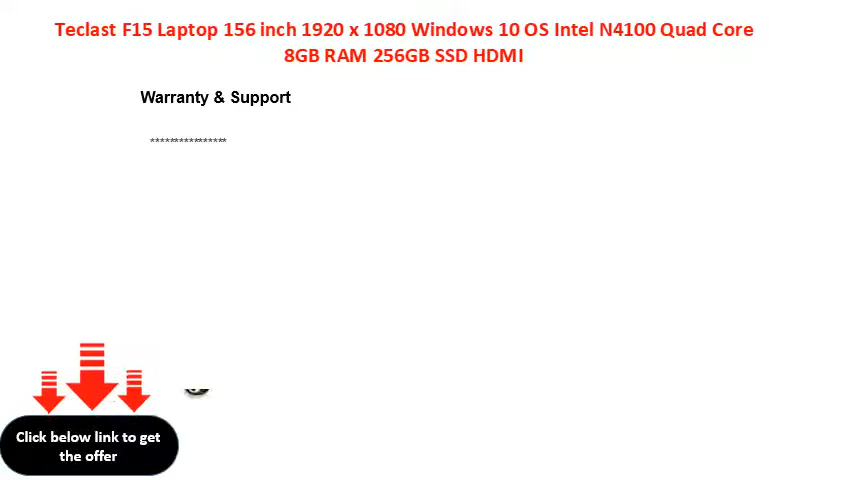 Teclast F15 Laptop 156 inch 1920 x 1080 Windows 10 OS Intel N4100 Quad Core
8GB RAM 256GB SSD HDMI
Warranty & Support
****************
Click below link to get
the offer